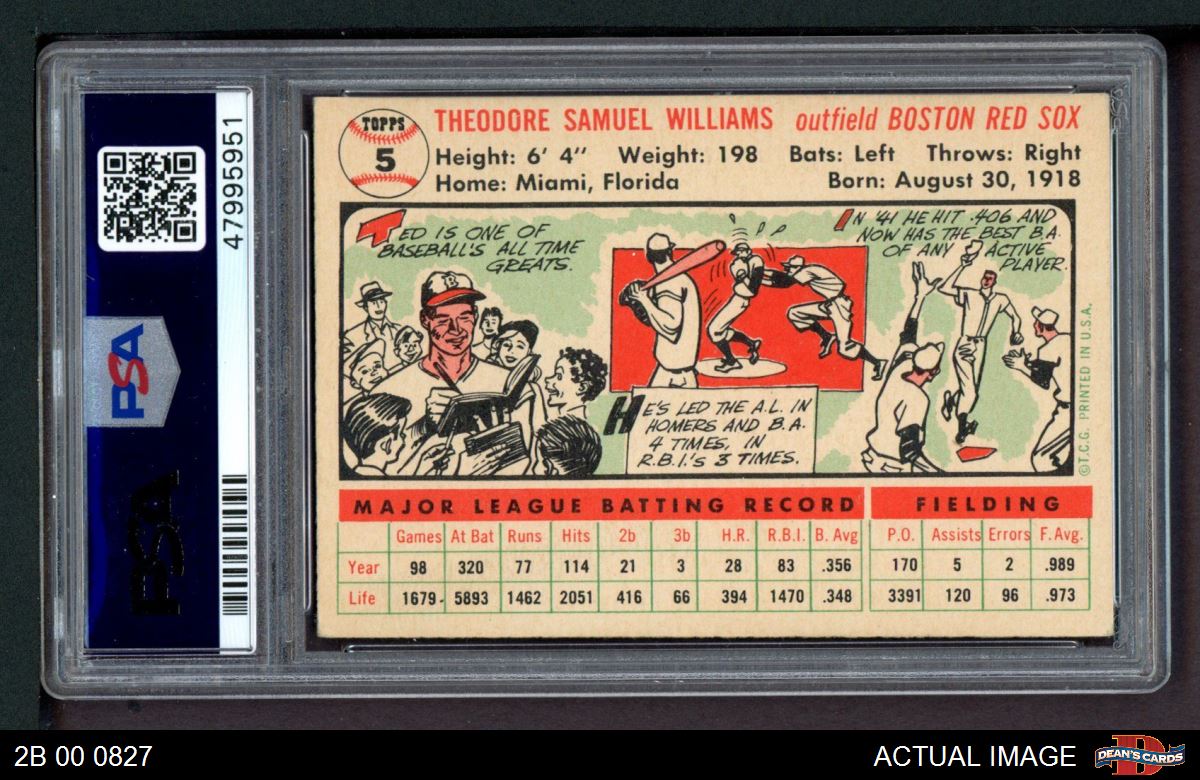 47995951
PSA
PSA
TOPPS
5
THEODORE SAMUEL WILLIAMS outfield BOSTON RED SOX
Height: 6' 4" Weight: 198 Bats: Left Throws: Right
Home: Miami, Florida Born: August 30, 1918
TED IS ONE OF
BASEBALL'S ALL TIME
GREATS.
B
HE'S LED THE A.L. IN
HOMERS AND B.A.
4 TIMES, IN
R.B.I.'S 3 TIMES.
IN '41 HE HIT .406 AND
NOW HAS THE BEST B.A.
OF ANY ACTIVE
PLAYER.
©T.C.G. PRINTED IN U.S.A.
MAJOR LEAGUE BATTING RECORD FIELDING
Games At Bat Runs Hits 2b 3b H.R. R.B.I. B. Avg P.O. Assists Errors F. Avg.
Year 98 320 77 114 21 3 28 83 .356 170 5 2 .989
Life 1679 5893 1462 2051 416 66 394 1470 .348 3391 120 96 .973
2B 00 0827
ACTUAL IMAGE
DEAN'S CARDS